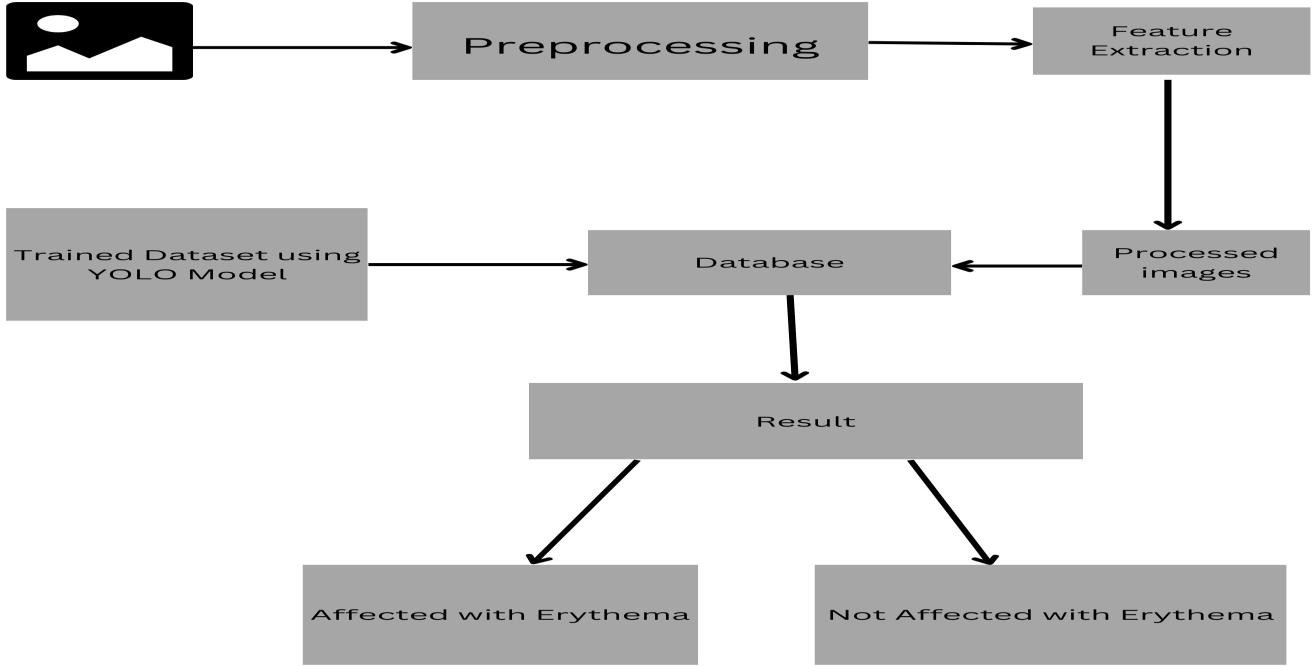 Preprocessing
Feature
Extraction
Trained Dataset using
YOLO Model
Database
Processed
images
Result
Affected with Erythema
Not Affected with Erythema